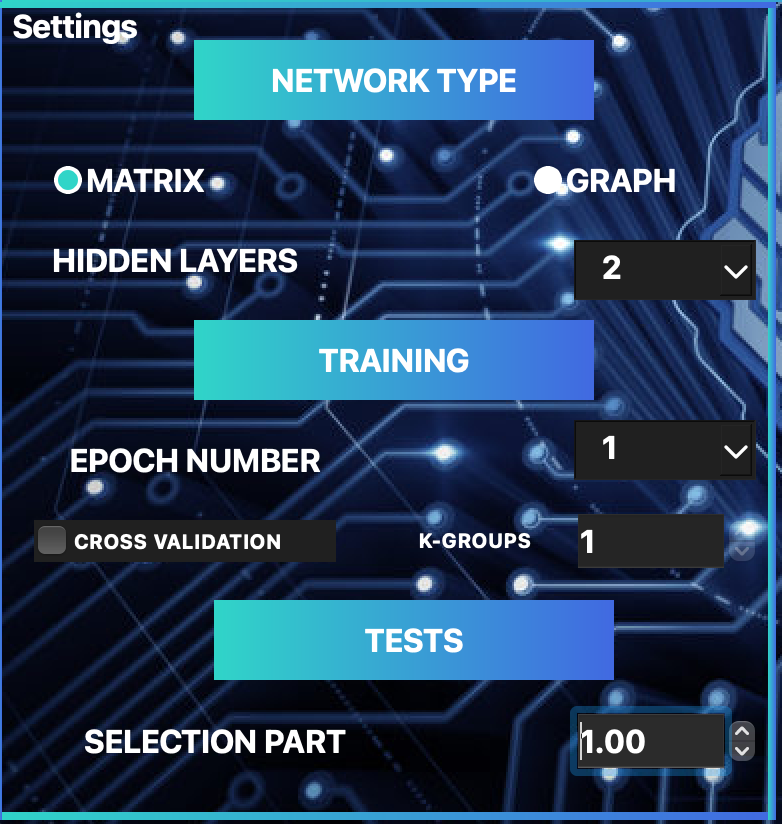 Settings
NETWORK TYPE
MATRIX GRAPH
HIDDEN LAYERS 2
TRAINING
EPOCH NUMBER 1
CROSS VALIDATION K-GROUPS 1
TESTS
SELECTION PART 1.00